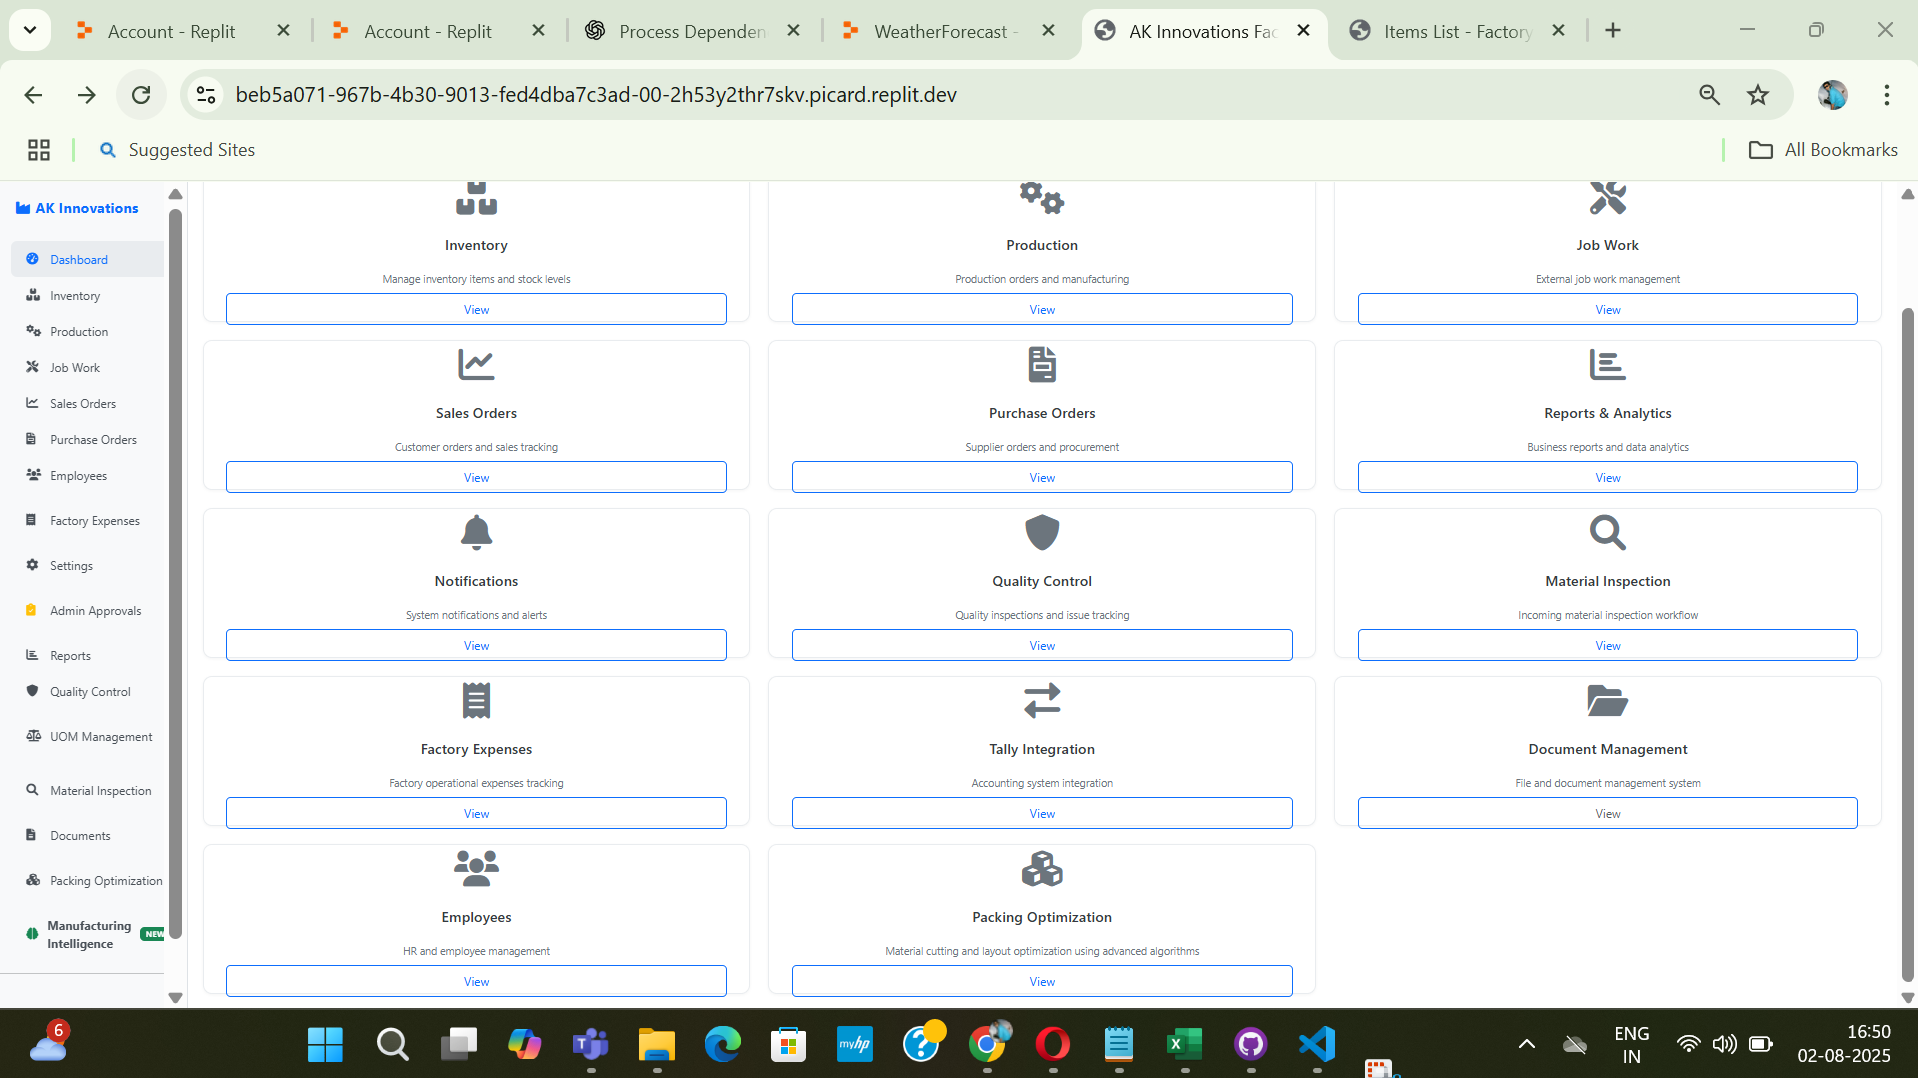 Account - Replit
Account - Replit
Process Dependen
WeatherForecast -
AK Innovations Fac
Items List - Factory
beb5a071-967b-4b30-9013-fed4dba7c3ad-00-2h53y2thr7skv.picard.replit.dev
Suggested Sites
All Bookmarks
AK Innovations
Dashboard
Inventory
Production
Job Work
Sales Orders
Purchase Orders
Employees
Factory Expenses
Settings
Admin Approvals
Reports
Quality Control
UOM Management
Material Inspection
Documents
Packing Optimization
Manufacturing
Intelligence
NEW
Inventory
Manage inventory items and stock levels
View
Production
Production orders and manufacturing
View
Job Work
External job work management
View
Sales Orders
Customer orders and sales tracking
View
Purchase Orders
Supplier orders and procurement
View
Reports & Analytics
Business reports and data analytics
View
Notifications
System notifications and alerts
View
Quality Control
Quality inspections and issue tracking
View
Material Inspection
Incoming material inspection workflow
View
Factory Expenses
Factory operational expenses tracking
View
Tally Integration
Accounting system integration
View
Document Management
File and document management system
View
Employees
HR and employee management
View
Packing Optimization
Material cutting and layout optimization using advanced algorithms
View
6
myhp
ENG
IN
16:50
02-08-2025